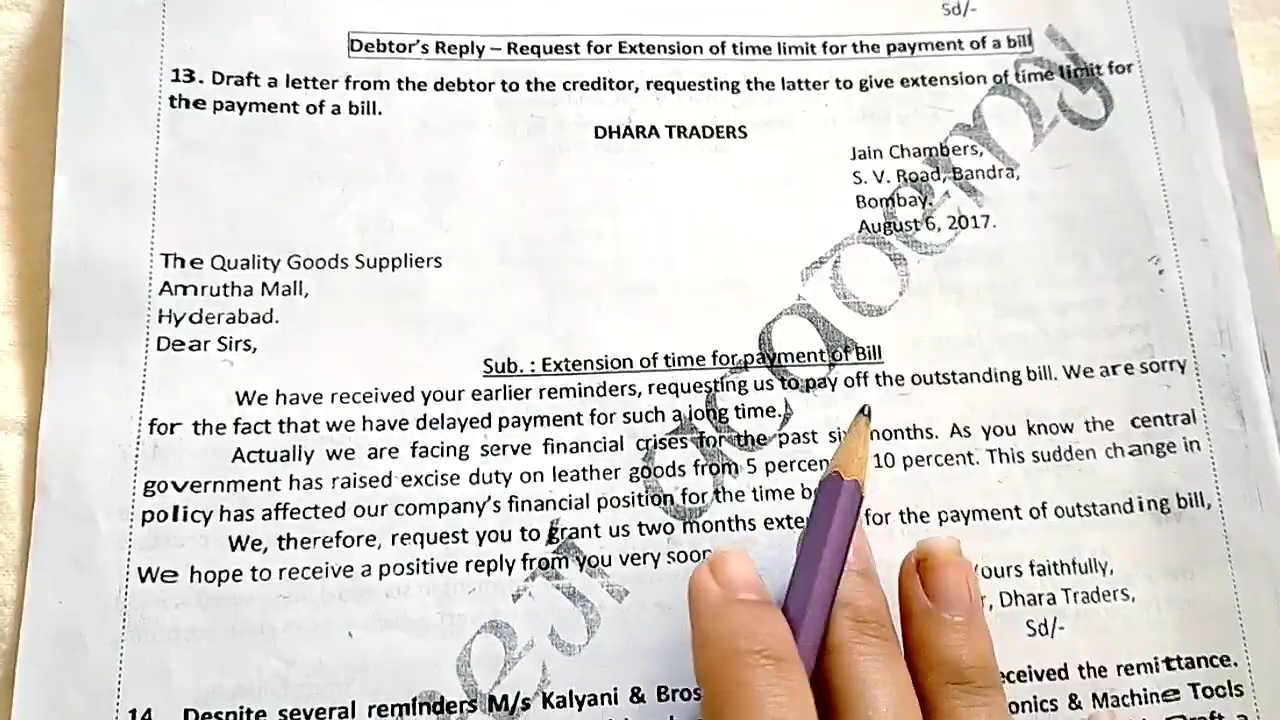 Sd/-
Debtor's Reply – Request for Extension of time limit for the payment of a bill
13. Draft a letter from the debtor to the creditor, requesting the latter to give extension of time limit for
the payment of a bill.
DHARA TRADERS
Jain Chambers,
S. V. Road, Bandra,
Bombay.
August 6, 2017.
The Quality Goods Suppliers
Amrutha Mall,
Hyderabad.
Dear Sirs,
Sub. : Extension of time for payment of Bill
We have received your earlier reminders, requesting us to pay off the outstanding bill. We are sorry
for the fact that we have delayed payment for such a long time.
Actually we are facing serve financial crises for the past months. As you know the central
government has raised excise duty on leather goods from 5 10 percent. This sudden change in
policy has affected our company's financial position for the time
We, therefore, request you to grant us two months for the payment of outstanding bill,
We hope to receive a positive reply from you very soon
faithfully,
Dhara Traders,
Sd/-
14. Despite several reminders M/s Kalyani & Bros received the remittance.
& Machine Tools